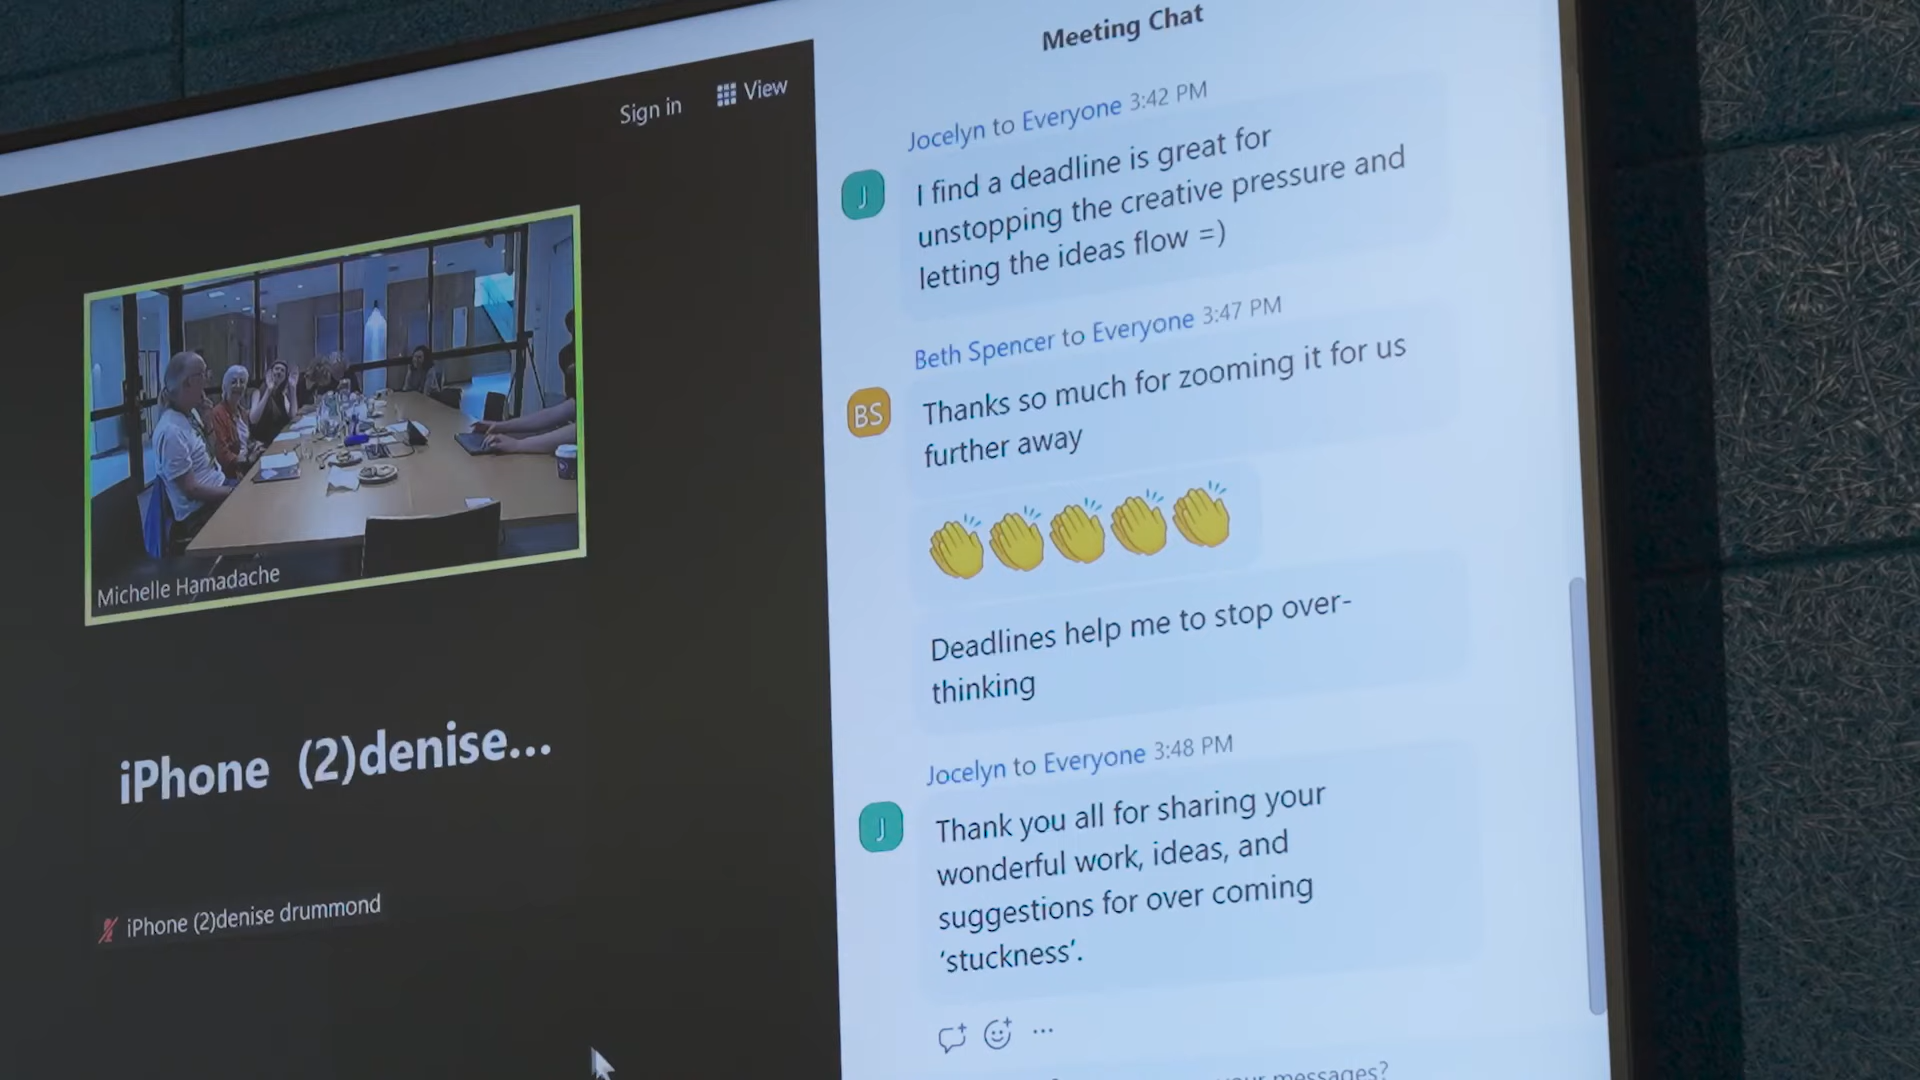 Sign in
View
Michelle Hamadache
iPhone (2)denise...
iPhone (2)denise drummond
Meeting Chat
Jocelyn to Everyone 3:42 PM
J
I find a deadline is great for
unstopping the creative pressure and
letting the ideas flow =)
Beth Spencer to Everyone 3:47 PM
BS
Thanks so much for zooming it for us
further away
👏👏👏👏👏
Deadlines help me to stop over-
thinking
Jocelyn to Everyone 3:48 PM
J
Thank you all for sharing your
wonderful work, ideas, and
suggestions for over coming
‘stuckness’.
messages?